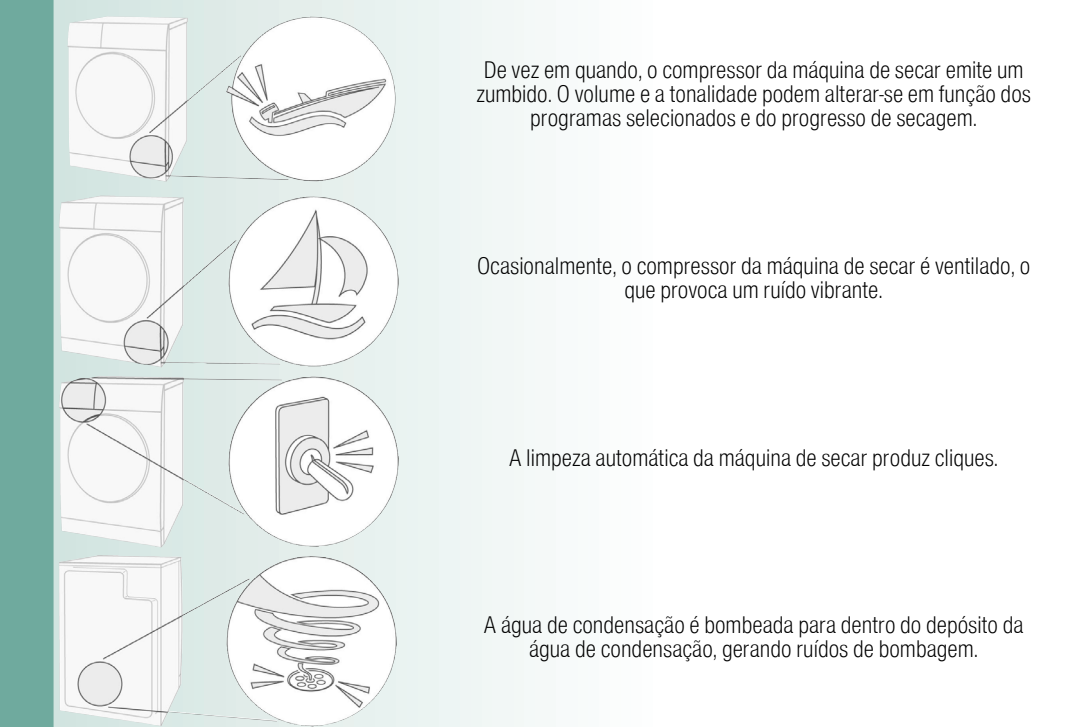 De vez em quando, o compressor da máquina de secar emite um
zumbido. O volume e a tonalidade podem alterar-se em função dos
programas selecionados e do progresso de secagem.
Ocasionalmente, o compressor da máquina de secar é ventilado, o
que provoca um ruído vibrante.
A limpeza automática da máquina de secar produz cliques.
A água de condensação é bombeada para dentro do depósito da
água de condensação, gerando ruídos de bombagem.